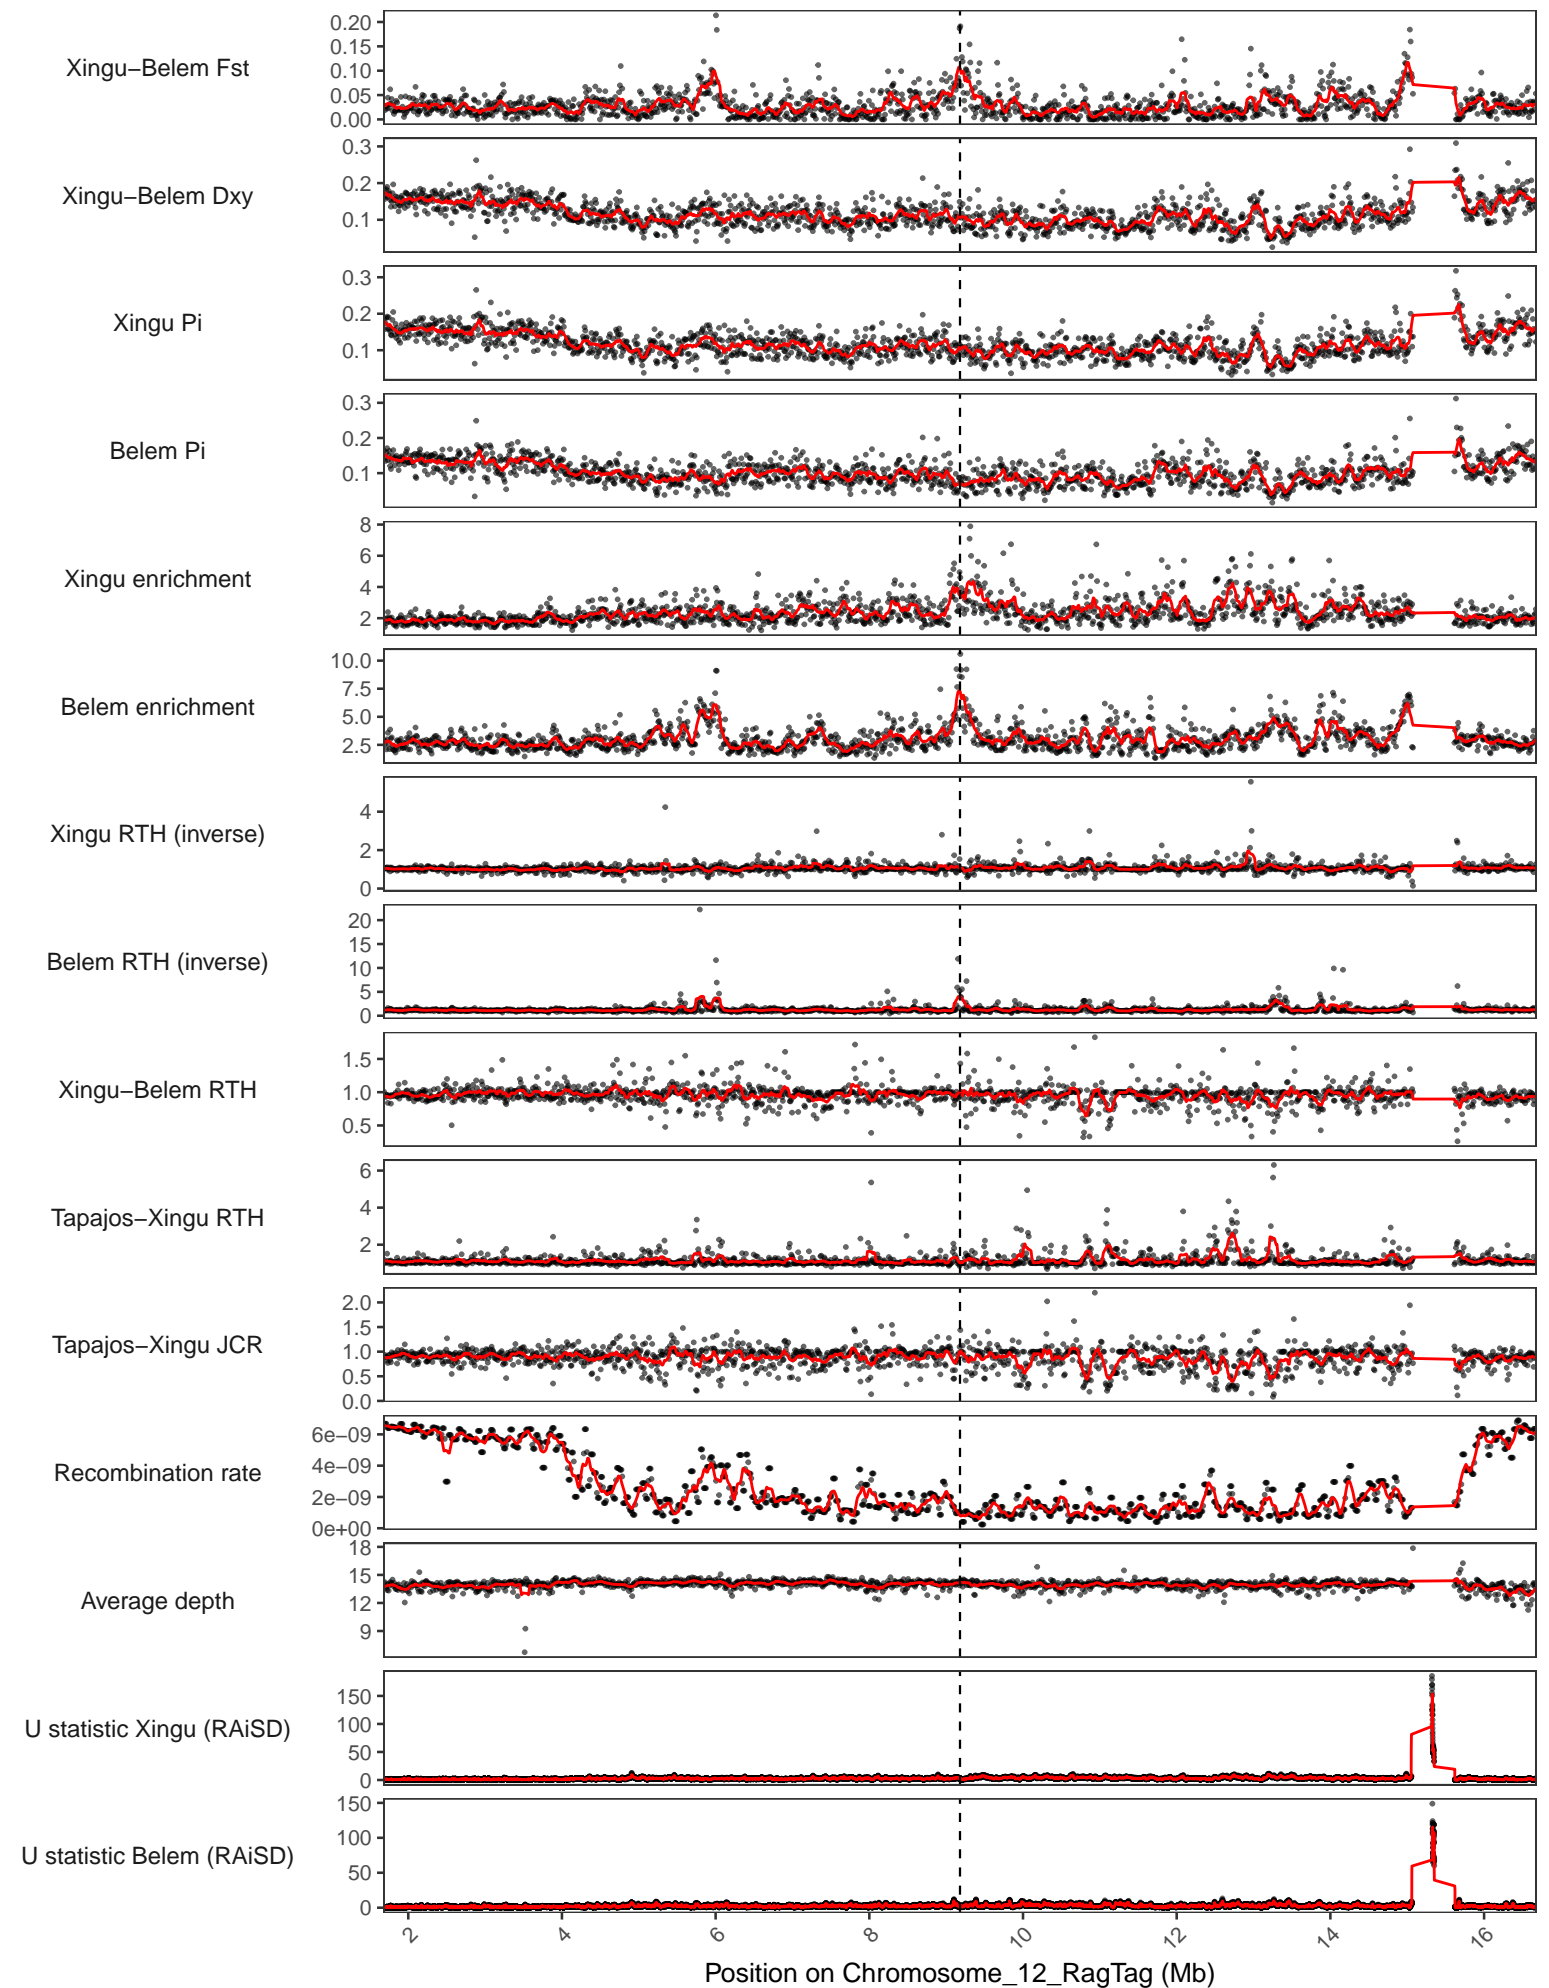 Xingu−Belem Fst
0.20
0.15
0.10
0.05
0.00
Xingu−Belem Dxy
0.3
0.2
0.1
Xingu Pi
0.3
0.2
0.1
Belem Pi
0.3
0.2
0.1
Xingu enrichment
8
6
4
2
Belem enrichment
10.0
7.5
5.0
2.5
Xingu RTH (inverse)
4
2
0
Belem RTH (inverse)
20
15
10
5
0
Xingu−Belem RTH
1.5
1.0
0.5
Tapajos−Xingu RTH
6
4
2
Tapajos−Xingu JCR
2.0
1.5
1.0
0.5
0.0
Recombination rate
6e−09
4e−09
2e−09
0e+00
Average depth
18
15
12
9
U statistic Xingu (RAiSD)
150
100
50
0
U statistic Belem (RAiSD)
150
100
50
0
2 4 6 8 10 12 14 16
Position on Chromosome_12_RagTag (Mb)